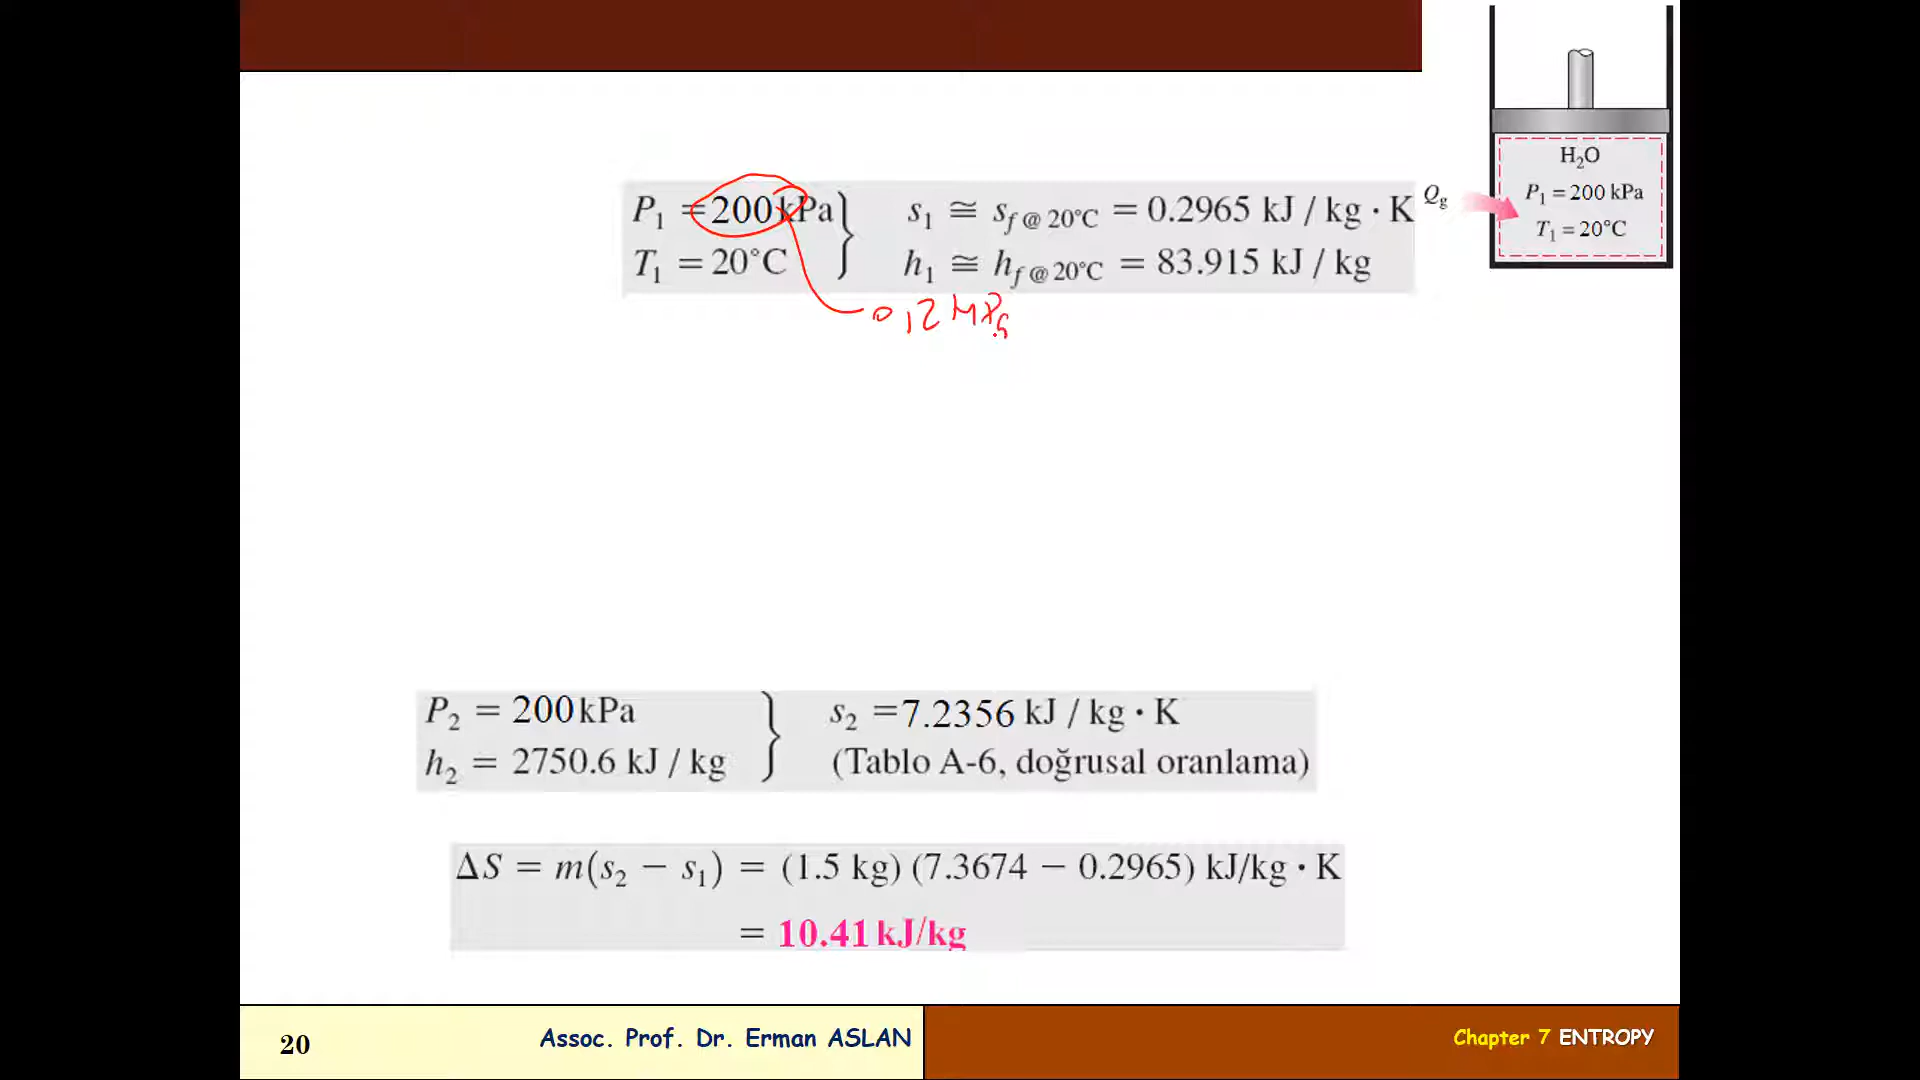 H₂O
P₁ = 200 kPa
T₁ = 20°C
Qg
P₁ = 200 kPa } s₁ ≅ sf @ 20°C = 0.2965 kJ / kg · K
T₁ = 20°C } h₁ ≅ hf @ 20°C = 83.915 kJ / kg
0,2 MPa
P₂ = 200 kPa } s₂ = 7.2356 kJ / kg · K
h₂ = 2750.6 kJ / kg } (Tablo A-6, doğrusal oranlama)
ΔS = m(s₂ − s₁) = (1.5 kg) (7.3674 − 0.2965) kJ/kg · K
= 10.41 kJ/kg
20 Assoc. Prof. Dr. Erman ASLAN Chapter 7 ENTROPY